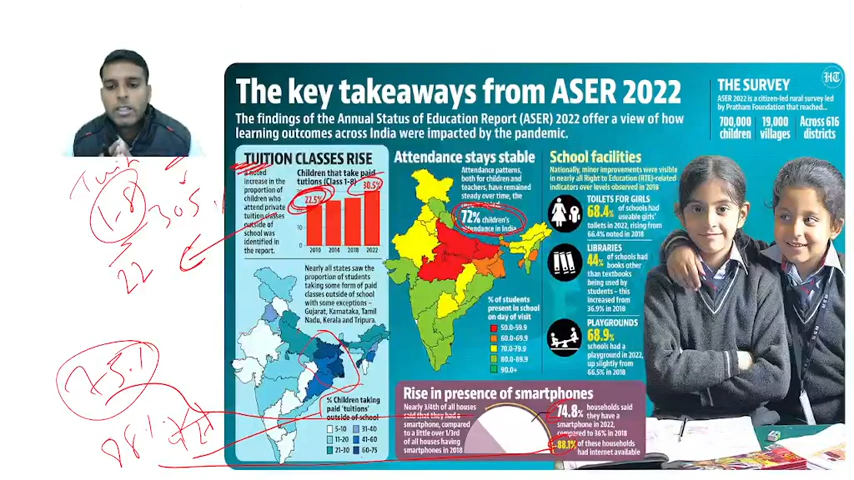 The key takeaways from ASER 2022
The findings of the Annual Status of Education Report (ASER) 2022 offer a view of how
learning outcomes across India were impacted by the pandemic.
THE SURVEY
ASER 2022 is a citizen-led rural survey led
by Pratham Foundation that reached...
700,000
children
19,000
villages
Across 616
districts
HT
TUITION CLASSES RISE
a noted
increase in the
proportion of
children who
attend private
tuition classes
outside of
school was
identified in
the report.
Children that take paid
tuitions (Class 1-8)
22.5%
30.5%
10
0
2010
2014
2018
2022
Nearly all states saw the
proportion of students
taking some form of paid
classes outside of school
with some exceptions –
Gujarat, Karnataka, Tamil
Nadu, Kerala and Tripura.
% Children taking
paid 'tuitions'
outside of school
5-10
11-20
21-30
31-40
41-60
60-75
Attendance stays stable
Attendance patterns,
both for children and
teachers, have remained
steady over time, the
72% children's
attendance in India
% of students
present in school
on day of visit
50.0-59.9
60.0-69.9
70.0-79.9
80.0-89.9
90.0+
School facilities
Nationally, minor improvements were visible
in nearly all Right to Education (RTE)-related
indicators over levels observed in 2018
TOILETS FOR GIRLS
68.4%
of schools had
useable girls'
toilets in 2022,
rising from
66.4% noted in 2018
LIBRARIES
44%
of schools had
books other
than textbooks
being used by
students – this
increased from
36.9% in 2018
PLAYGROUNDS
68.9%
schools had a
playground in 2022,
up slightly from
66.5% in 2018
Rise in presence of smartphones
Nearly 3/4th of all houses
said that they had a
smartphone, compared
to a little over 1/3rd
of all houses having
smartphones in 2018
74.8% households said
they have a
smartphone in 2022,
compared to 36% in 2018
88.1% of these households
had internet available
1-8
30.5
22